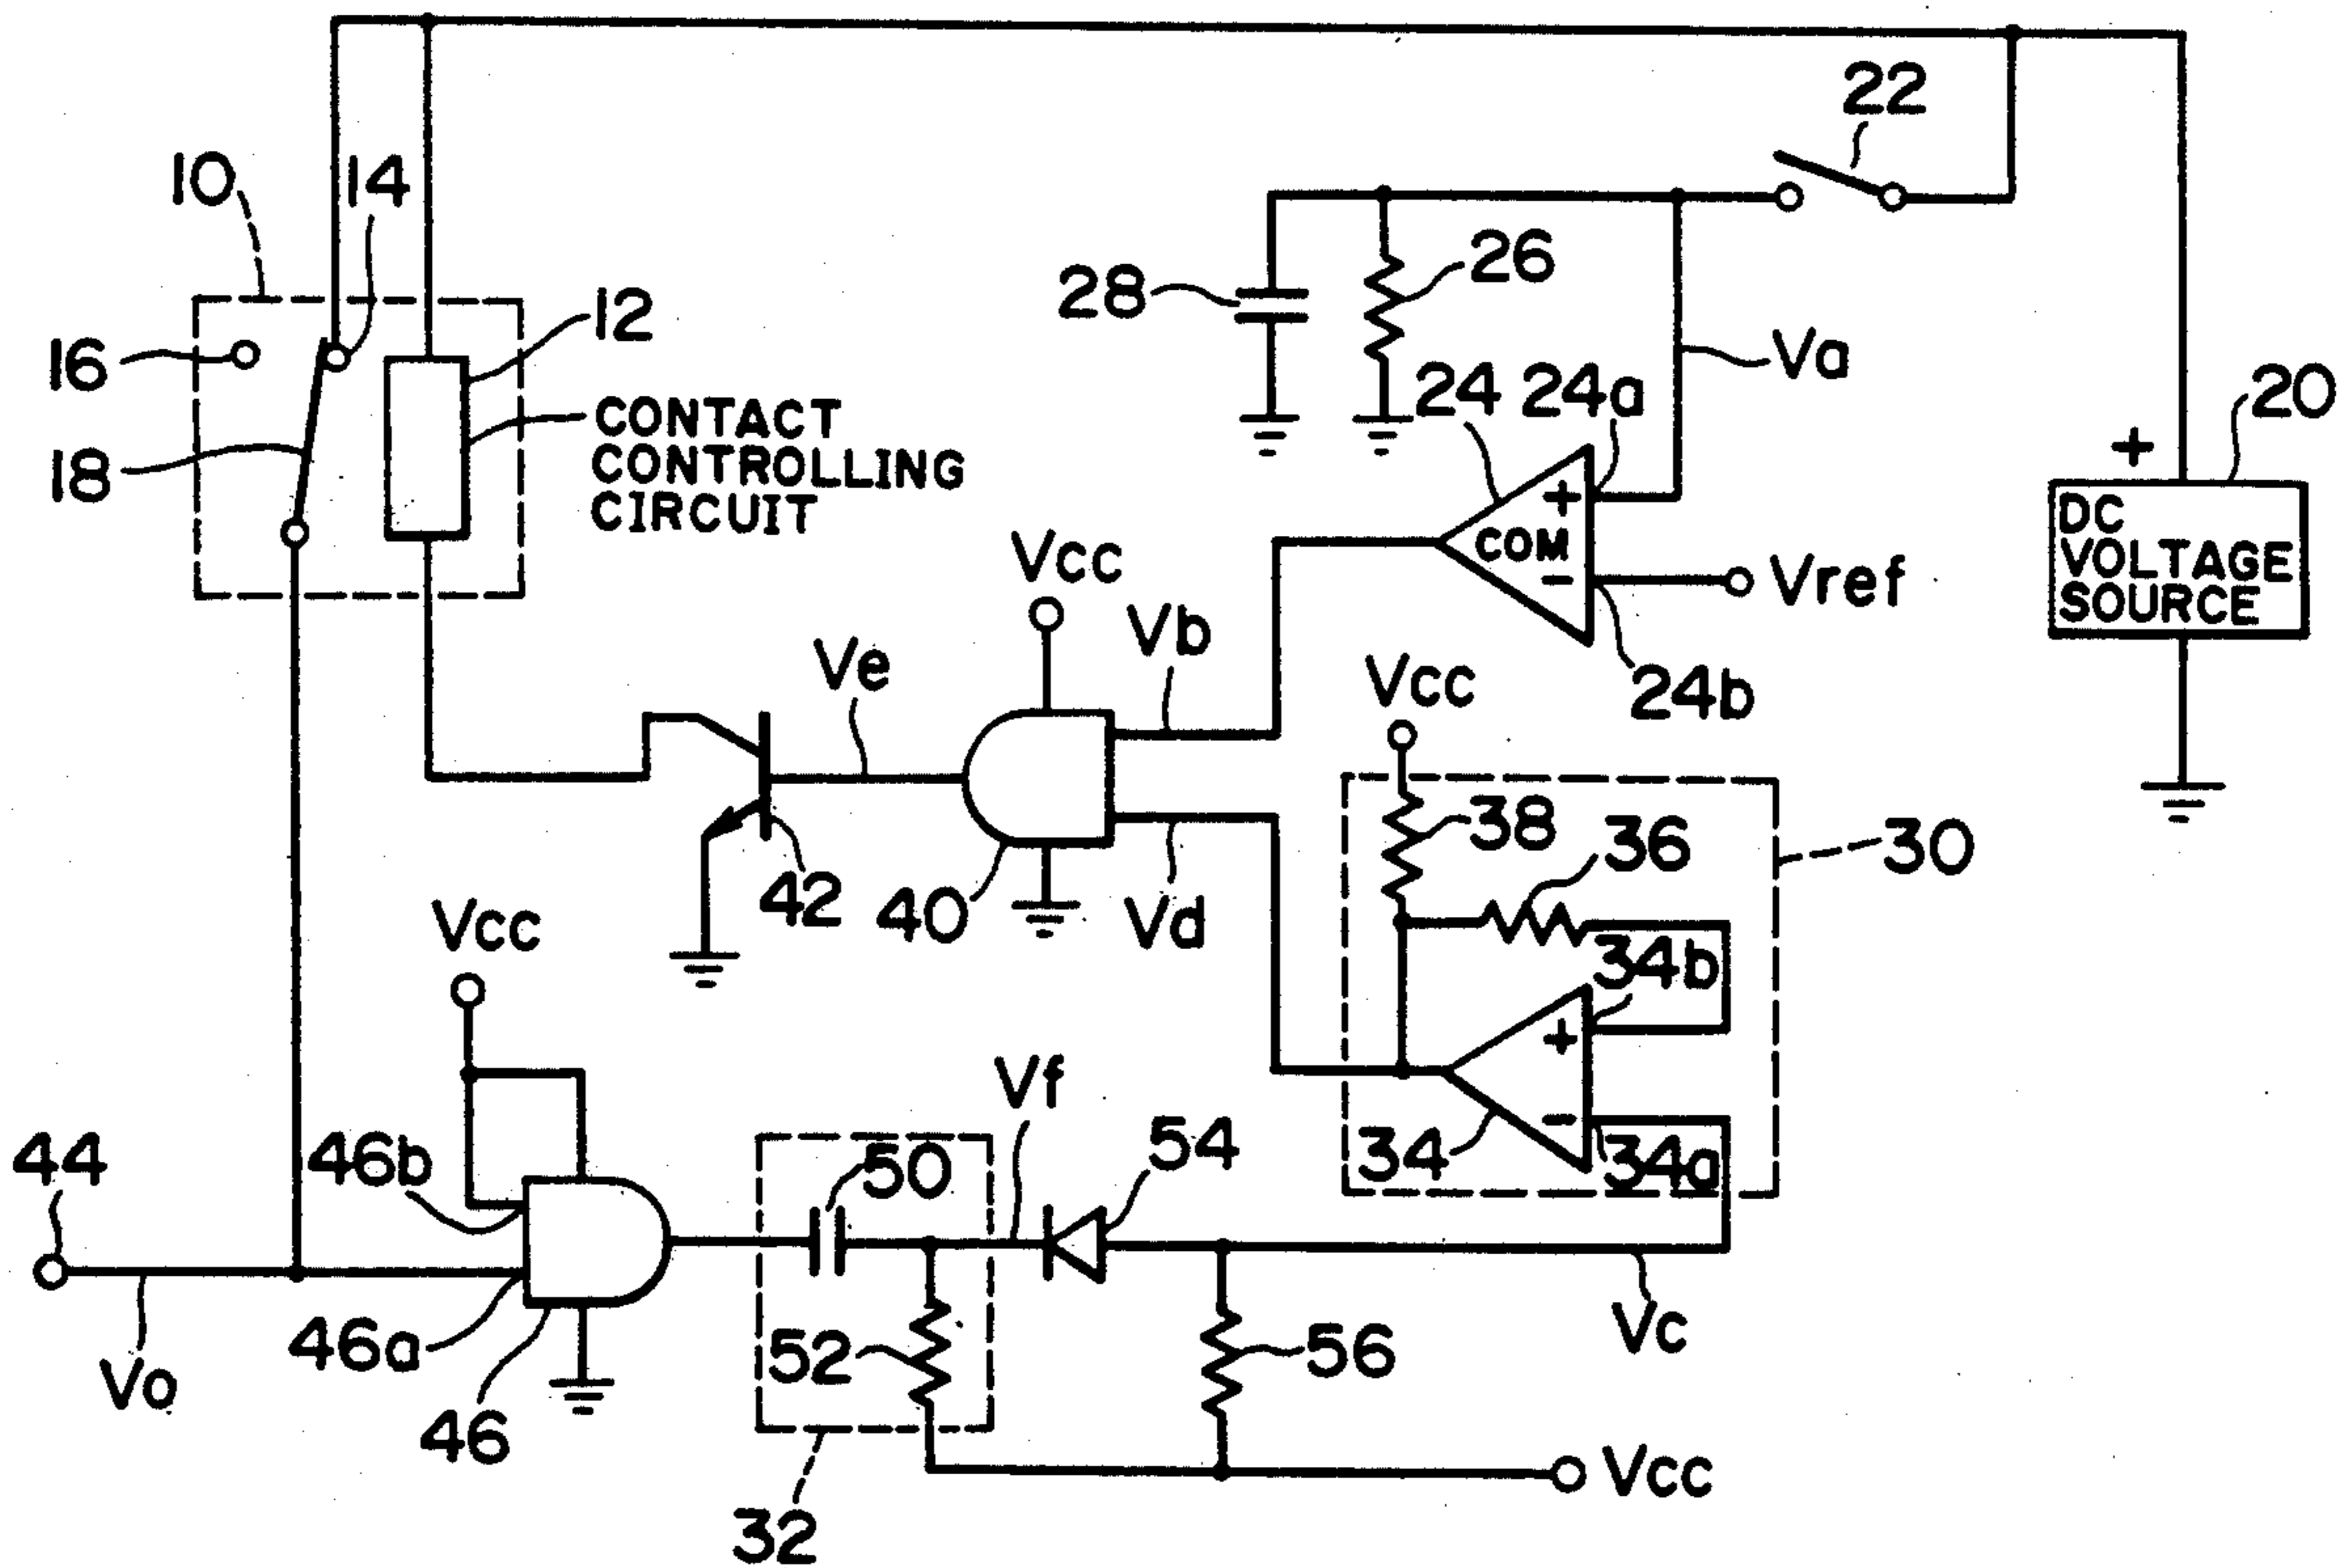 22
10
14
28
26
12
16
CONTACT
CONTROLLING
CIRCUIT
18
24
24a
Va
20
+
DC
VOLTAGE
SOURCE
+
COM
-
Vref
24b
Vcc
Vb
Ve
Vcc
38
36
30
42
40
Vd
34b
Vcc
+
-
34
34a
Vf
54
50
44
46b
52
56
Vc
Vo
46a
46
32
Vcc